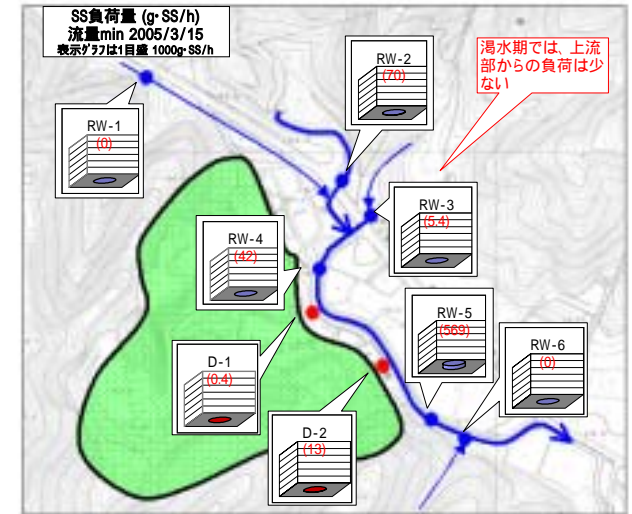 SS負荷量 (g・SS/h)
流量min 2005/3/15
表示グラフは1目盛 1000g・SS/h
渇水期では、上流
部からの負荷は少
ない
RW-2
(70)
RW-1
(0)
RW-3
(5.4)
RW-4
(42)
RW-5
(569)
RW-6
(0)
D-1
(0.4)
D-2
(13)